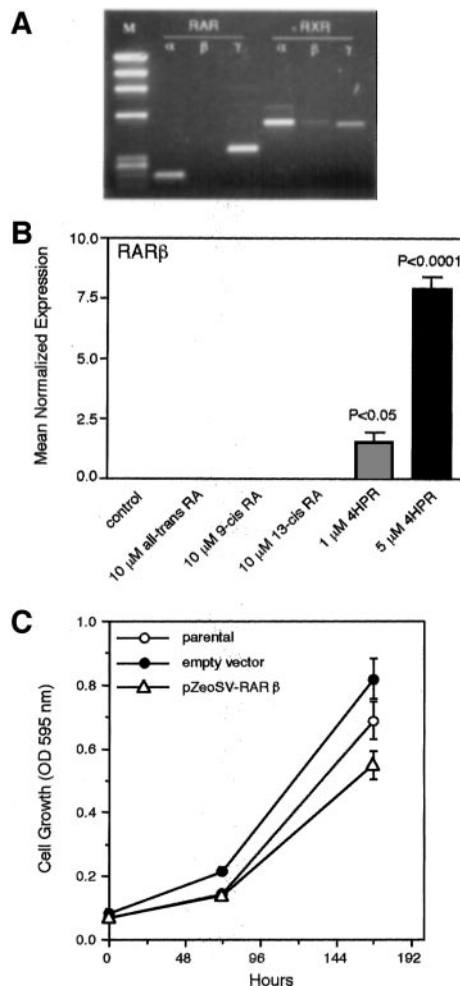 A
M RAR RXR
α β γ α β γ
B
RARβ
Mean Normalized Expression
10.0
7.5
5.0
2.5
0.0
P<0.05
P<0.0001
control
10 μM all-trans RA
10 μM 9-cis RA
10 μM 13-cis RA
1 μM 4HPR
5 μM 4HPR
C
Cell Growth (OD 595 nm)
1.0
0.8
0.6
0.4
0.2
0.0
parental
empty vector
pZeoSV-RAR β
0 48 96 144 192
Hours